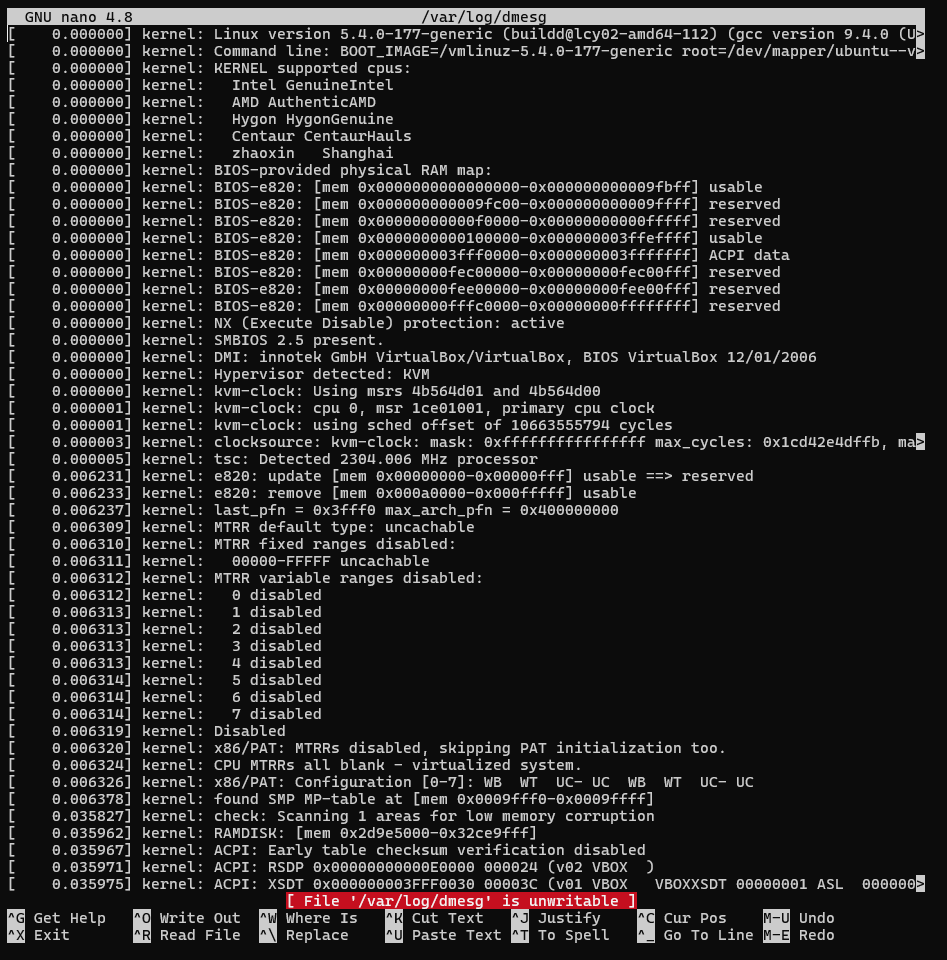 GNU nano 4.8 /var/log/dmesg
[    0.000000] kernel: Linux version 5.4.0-177-generic (buildd@lcy02-amd64-112) (gcc version 9.4.0 (U>
[    0.000000] kernel: Command line: BOOT_IMAGE=/vmlinuz-5.4.0-177-generic root=/dev/mapper/ubuntu--v>
[    0.000000] kernel: KERNEL supported cpus:
[    0.000000] kernel:   Intel GenuineIntel
[    0.000000] kernel:   AMD AuthenticAMD
[    0.000000] kernel:   Hygon HygonGenuine
[    0.000000] kernel:   Centaur CentaurHauls
[    0.000000] kernel:   zhaoxin   Shanghai
[    0.000000] kernel: BIOS-provided physical RAM map:
[    0.000000] kernel: BIOS-e820: [mem 0x0000000000000000-0x000000000009fbff] usable
[    0.000000] kernel: BIOS-e820: [mem 0x000000000009fc00-0x000000000009ffff] reserved
[    0.000000] kernel: BIOS-e820: [mem 0x00000000000f0000-0x00000000000fffff] reserved
[    0.000000] kernel: BIOS-e820: [mem 0x0000000000100000-0x000000003ffeffff] usable
[    0.000000] kernel: BIOS-e820: [mem 0x000000003fff0000-0x000000003fffffff] ACPI data
[    0.000000] kernel: BIOS-e820: [mem 0x00000000fec00000-0x00000000fec00fff] reserved
[    0.000000] kernel: BIOS-e820: [mem 0x00000000fee00000-0x00000000fee00fff] reserved
[    0.000000] kernel: BIOS-e820: [mem 0x00000000fffc0000-0x00000000ffffffff] reserved
[    0.000000] kernel: NX (Execute Disable) protection: active
[    0.000000] kernel: SMBIOS 2.5 present.
[    0.000000] kernel: DMI: innotek GmbH VirtualBox/VirtualBox, BIOS VirtualBox 12/01/2006
[    0.000000] kernel: Hypervisor detected: KVM
[    0.000000] kernel: kvm-clock: Using msrs 4b564d01 and 4b564d00
[    0.000001] kernel: kvm-clock: cpu 0, msr 1ce01001, primary cpu clock
[    0.000001] kernel: kvm-clock: using sched offset of 10663555794 cycles
[    0.000003] kernel: clocksource: kvm-clock: mask: 0xffffffffffffffff max_cycles: 0x1cd42e4dffb, ma>
[    0.000005] kernel: tsc: Detected 2304.006 MHz processor
[    0.006231] kernel: e820: update [mem 0x00000000-0x00000fff] usable ==> reserved
[    0.006233] kernel: e820: remove [mem 0x000a0000-0x000fffff] usable
[    0.006237] kernel: last_pfn = 0x3fff0 max_arch_pfn = 0x400000000
[    0.006309] kernel: MTRR default type: uncachable
[    0.006310] kernel: MTRR fixed ranges disabled:
[    0.006311] kernel:   00000-FFFFF uncachable
[    0.006312] kernel: MTRR variable ranges disabled:
[    0.006312] kernel:   0 disabled
[    0.006313] kernel:   1 disabled
[    0.006313] kernel:   2 disabled
[    0.006313] kernel:   3 disabled
[    0.006313] kernel:   4 disabled
[    0.006314] kernel:   5 disabled
[    0.006314] kernel:   6 disabled
[    0.006314] kernel:   7 disabled
[    0.006319] kernel: Disabled
[    0.006320] kernel: x86/PAT: MTRRs disabled, skipping PAT initialization too.
[    0.006324] kernel: CPU MTRRs all blank - virtualized system.
[    0.006326] kernel: x86/PAT: Configuration [0-7]: WB  WT  UC- UC  WB  WT  UC- UC
[    0.006378] kernel: found SMP MP-table at [mem 0x0009fff0-0x0009ffff]
[    0.035827] kernel: check: Scanning 1 areas for low memory corruption
[    0.035962] kernel: RAMDISK: [mem 0x2d9e5000-0x32ce9fff]
[    0.035967] kernel: ACPI: Early table checksum verification disabled
[    0.035971] kernel: ACPI: RSDP 0x00000000000E0000 000024 (v02 VBOX  )
[    0.035975] kernel: ACPI: XSDT 0x000000003FFF0030 00003C (v01 VBOX   VBOXXSDT 00000001 ASL  000000>
[ File '/var/log/dmesg' is unwritable ]
^G Get Help   ^O Write Out  ^W Where Is   ^K Cut Text   ^J Justify    ^C Cur Pos    M-U Undo
^X Exit       ^R Read File  ^\ Replace    ^U Paste Text ^T To Spell   ^_ Go To Line M-E Redo